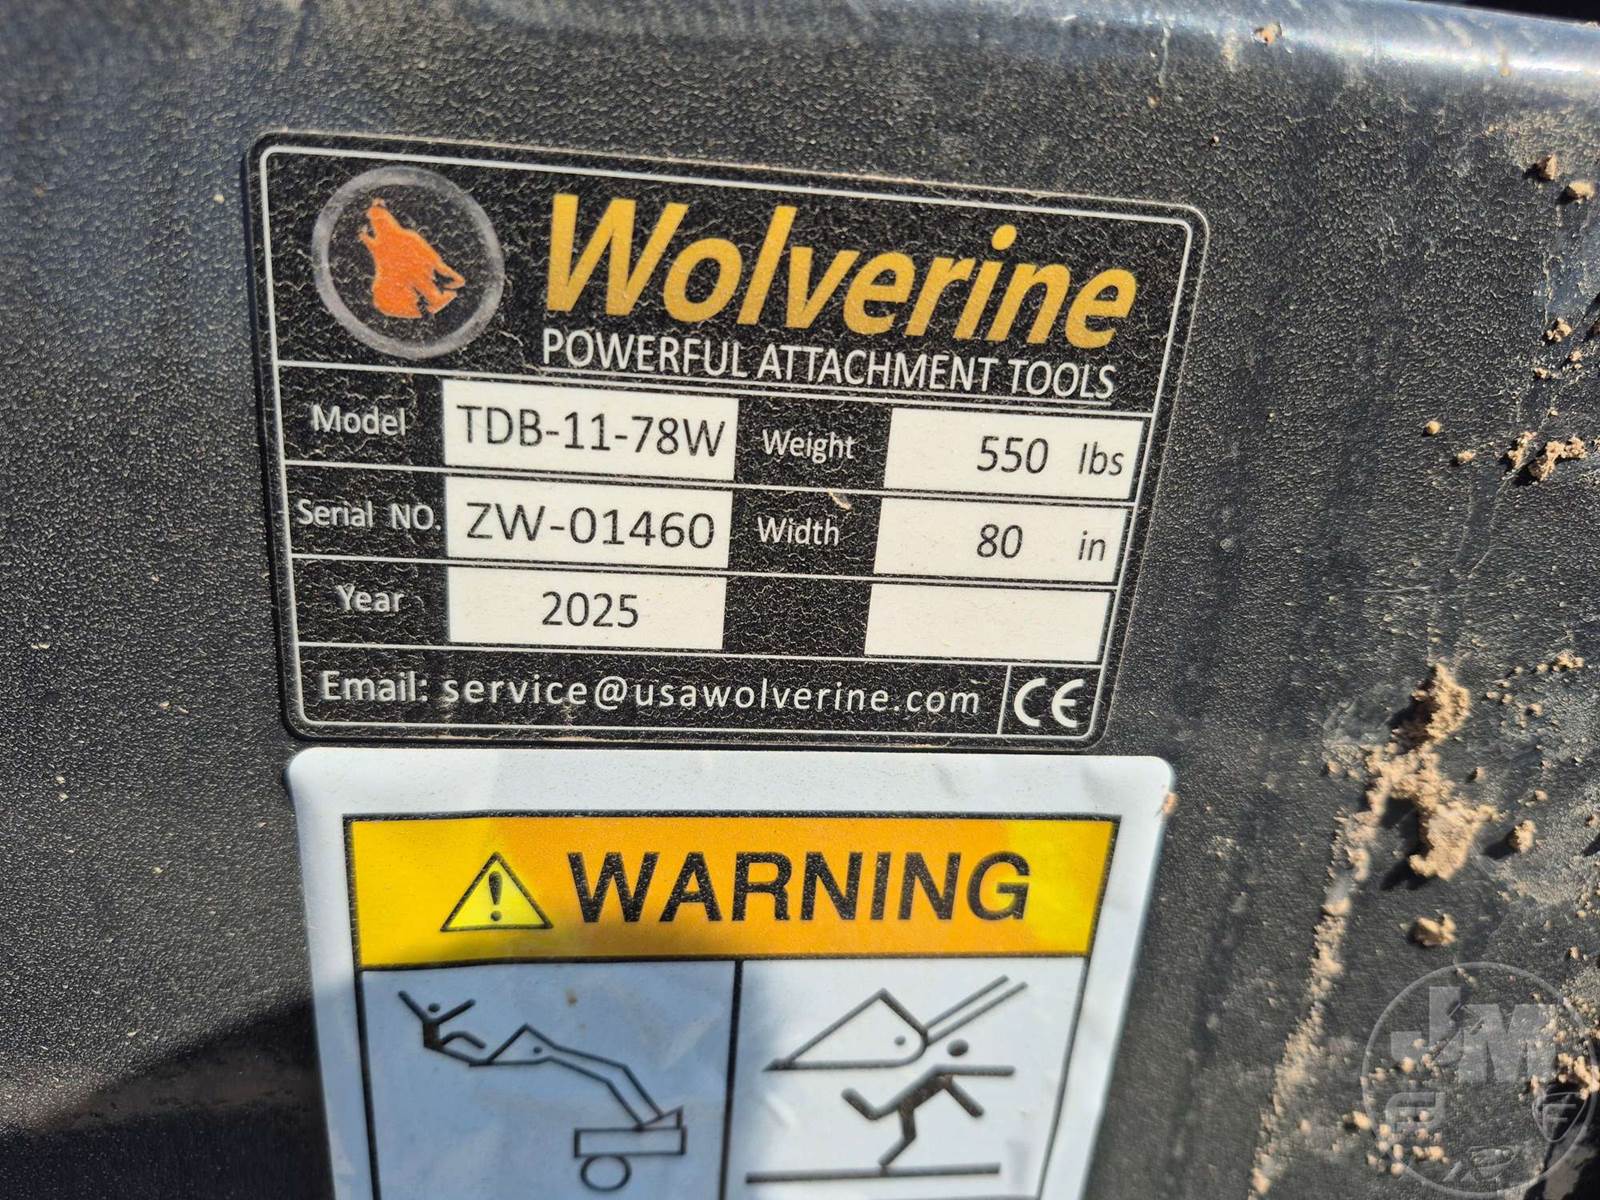 Wolverine
POWERFUL ATTACHMENT TOOLS
Model TDB-11-78W Weight 550 lbs
Serial NO. ZW-01460 Width 80 in
Year 2025
Email: service@usawolverine.com CE
WARNING
JM